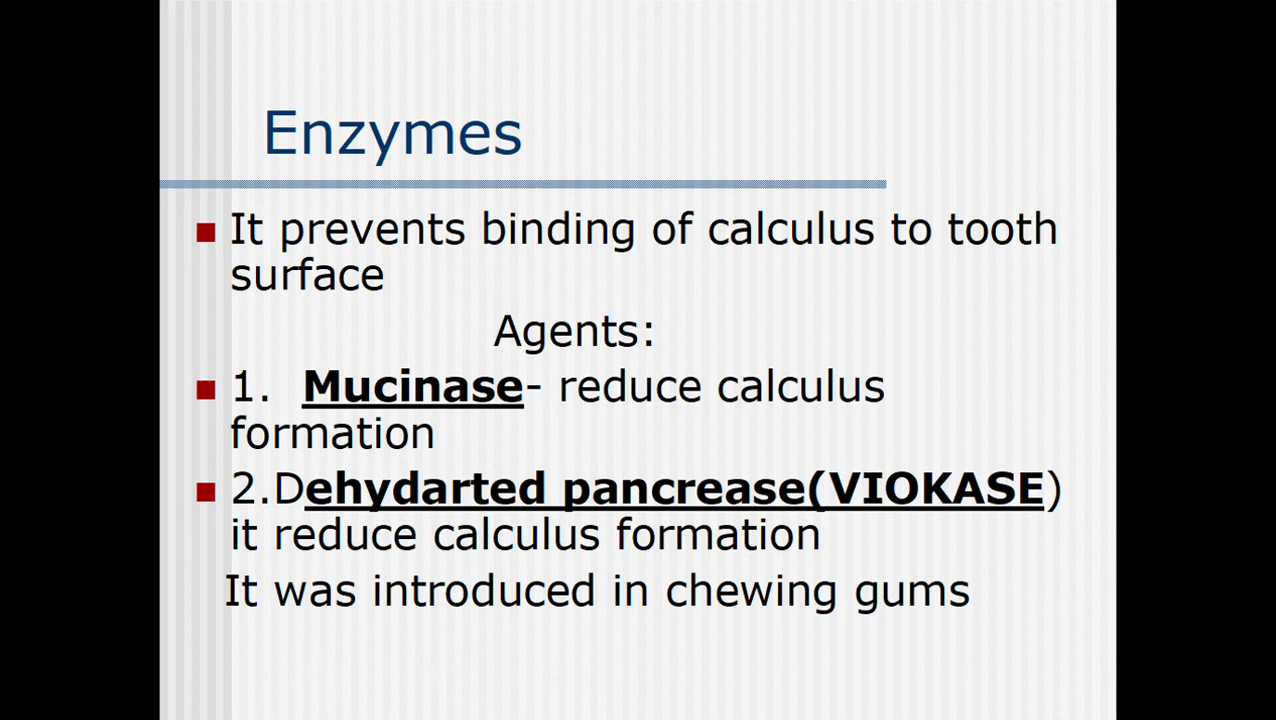 Enzymes
It prevents binding of calculus to tooth
surface
Agents:
1. Mucinase- reduce calculus
formation
2.Dehydarted pancrease(VIOKASE)
it reduce calculus formation
It was introduced in chewing gums